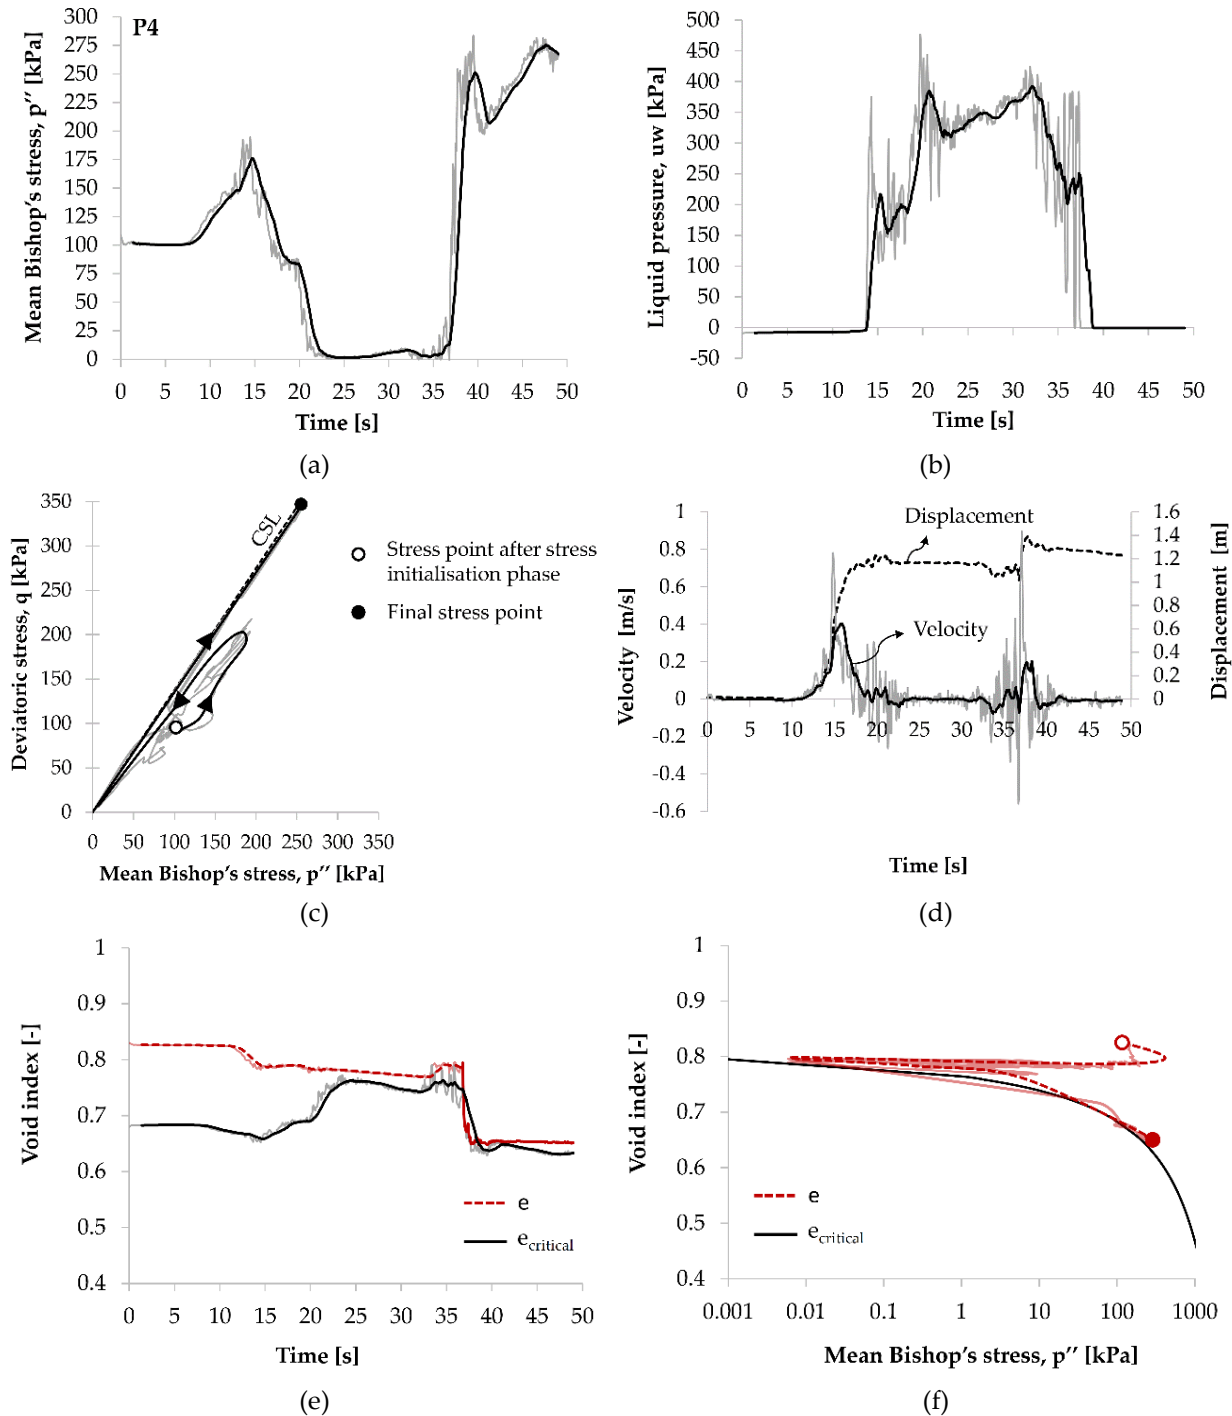 P4
Mean Bishop's stress, p'' [kPa]
300
275
250
225
200
175
150
125
100
75
50
25
0
0 5 10 15 20 25 30 35 40 45 50
Time [s]
(a)
Liquid pressure, uw [kPa]
500
450
400
350
300
250
200
150
100
50
0
-50
0 5 10 15 20 25 30 35 40 45 50
Time [s]
(b)
Deviatoric stress, q [kPa]
350
300
250
200
150
100
50
0
CSL
Stress point after stress
initialisation phase
Final stress point
0 50 100 150 200 250 300 350
Mean Bishop's stress, p'' [kPa]
(c)
Velocity [m/s]
1
0.8
0.6
0.4
0.2
0
-0.2
-0.4
-0.6
Displacement
Velocity
1.6
1.4
1.2
1
0.8
0.6
0.4
0.2
0
Displacement [m]
0 5 10 15 20 25 30 35 40 45 50
Time [s]
(d)
Void index [-]
1
0.9
0.8
0.7
0.6
0.5
0.4
e
e critical
0 5 10 15 20 25 30 35 40 45 50
Time [s]
(e)
Void index [-]
1
0.9
0.8
0.7
0.6
0.5
0.4
e
e critical
0.001 0.1 1 10 100 1000
Mean Bishop's stress, p'' [kPa]
(f)